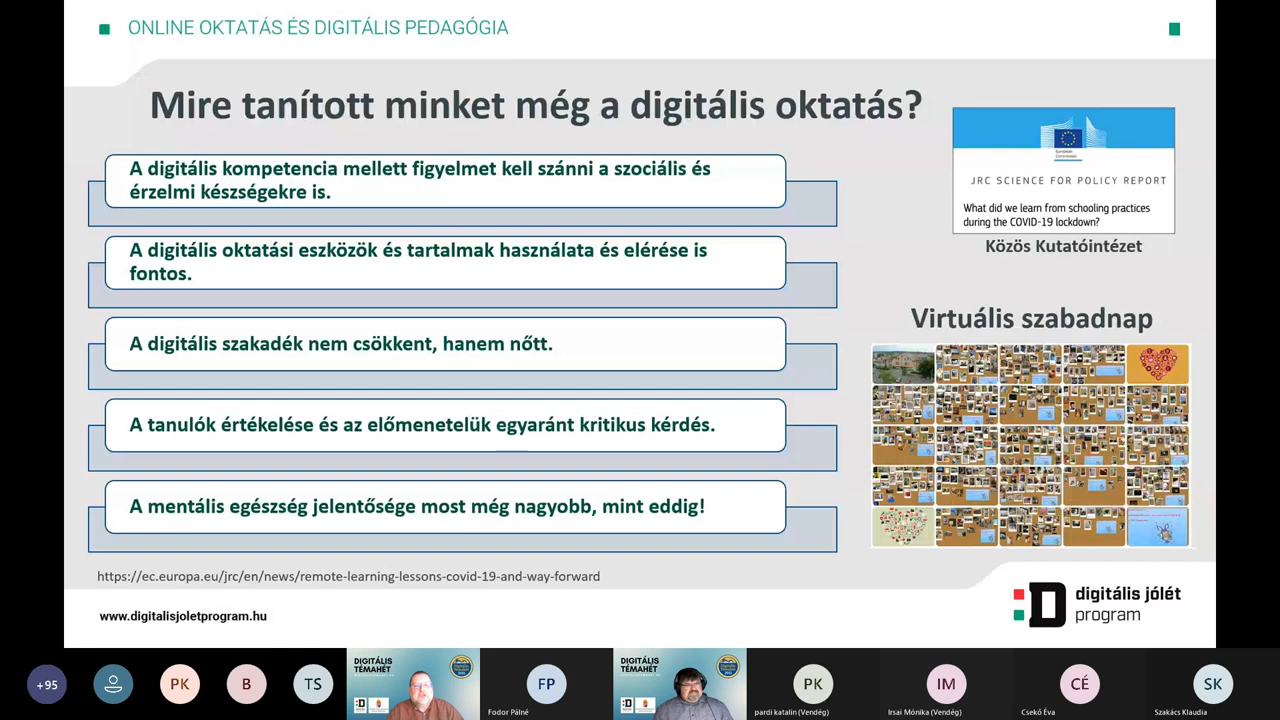 ONLINE OKTATÁS ÉS DIGITÁLIS PEDAGÓGIA
Mire tanított minket még a digitális oktatás?
A digitális kompetencia mellett figyelmet kell szánni a szociális és
érzelmi készségekre is.
A digitális oktatási eszközök és tartalmak használata és elérése is
fontos.
A digitális szakadék nem csökkent, hanem nőtt.
A tanulók értékelése és az előmenetelük egyaránt kritikus kérdés.
A mentális egészség jelentősége most még nagyobb, mint eddig!
https://ec.europa.eu/jrc/en/news/remote-learning-lessons-covid-19-and-way-forward
JRC SCIENCE FOR POLICY REPORT
What did we learn from schooling practices
during the COVID-19 lockdown?
Közös Kutatóintézet
Virtuális szabadnap
www.digitalisjoletprogram.hu
digitális jólét
program
+95
PK
B
TS
DIGITÁLIS
TÉMAHÉT
FP
Fodor Pálné
DIGITÁLIS
TÉMAHÉT
PK
pardi katalin (Vendég)
IM
Irsai Mónika (Vendég)
CÉ
Csekő Éva
SK
Szakács Klaudia